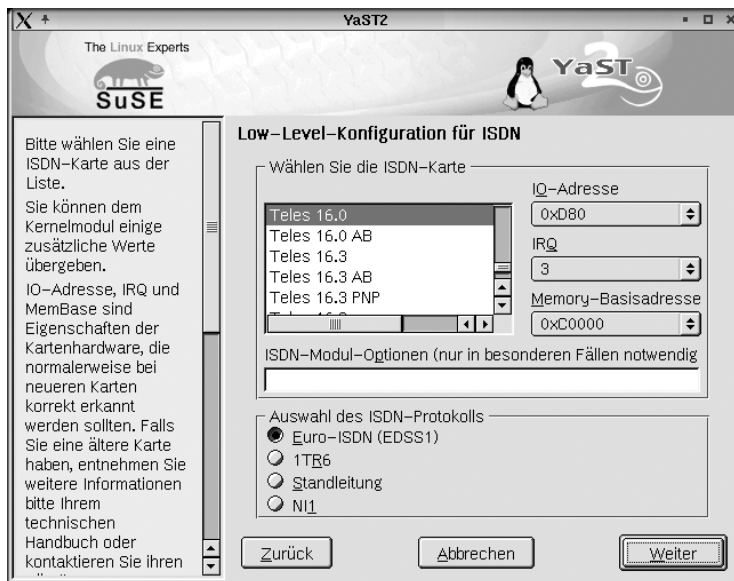 YaST2
The Linux Experts
SuSE
YaST
2
Bitte wählen Sie eine
ISDN-Karte aus der
Liste.
Sie können dem
Kernelmodul einige
zusätzliche Werte
übergeben.
IO-Adresse, IRQ und
MemBase sind
Eigenschaften der
Kartenhardware, die
normalerweise bei
neueren Karten
korrekt erkannt
werden sollten. Falls
Sie eine ältere Karte
haben, entnehmen Sie
weitere Informationen
bitte Ihrem
technischen
Handbuch oder
kontaktieren Sie ihren
Low-Level-Konfiguration für ISDN
Wählen Sie die ISDN-Karte
Teles 16.0
Teles 16.0 AB
Teles 16.3
Teles 16.3 AB
Teles 16.3 PNP
IO-Adresse
0xD80
IRQ
3
Memory-Basisadresse
0xC0000
ISDN-Modul-Optionen (nur in besonderen Fällen notwendig
Auswahl des ISDN-Protokolls
Euro-ISDN (EDSS1)
1TR6
Standleitung
NI1
Zurück
Abbrechen
Weiter